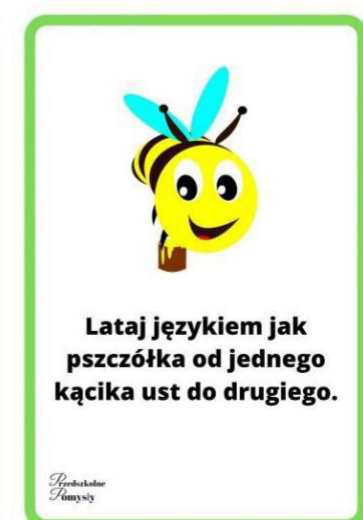 Lataj językiem jak
pszczółka od jednego
kącika ust do drugiego.
Przedszkolne
Pomysły